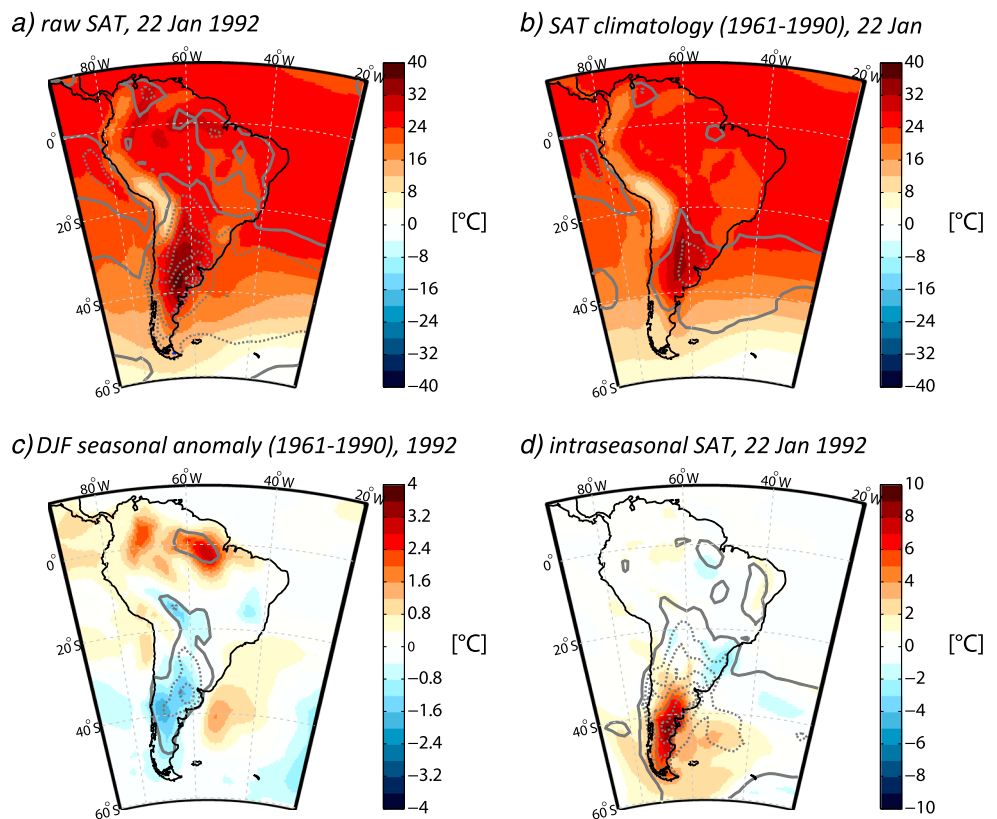 a) raw SAT, 22 Jan 1992
b) SAT climatology (1961-1990), 22 Jan
80°W 60°W 40°W 20°W
0°
20°S
40°S
60°S
40
32
24
16
8
0
−8
−16
−24
−32
−40
[°C]
80°W 60°W 40°W 20°W
0°
20°S
40°S
60°S
40
32
24
16
8
0
−8
−16
−24
−32
−40
[°C]
c) DJF seasonal anomaly (1961-1990), 1992
d) intraseasonal SAT, 22 Jan 1992
80°W 60°W 40°W 20°W
0°
20°S
40°S
60°S
4
3.2
2.4
1.6
0.8
0
−0.8
−1.6
−2.4
−3.2
−4
[°C]
80°W 60°W 40°W 20°W
0°
20°S
40°S
60°S
10
8
6
4
2
0
−2
−4
−6
−8
−10
[°C]